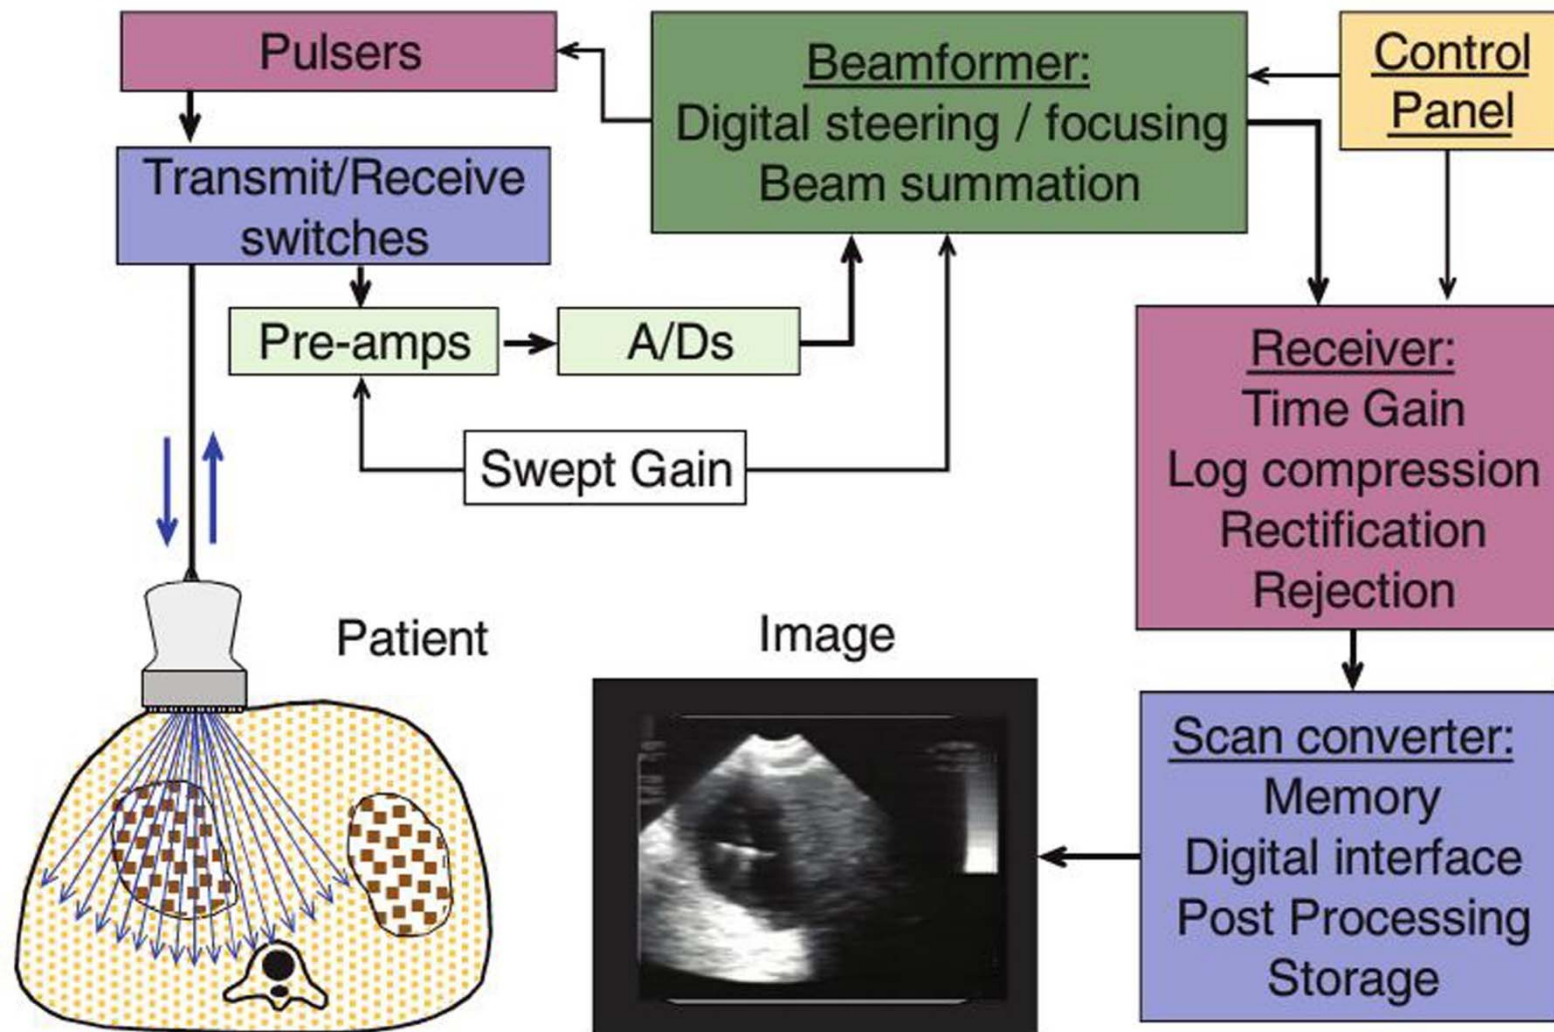 Pulsers
Beamformer:
Digital steering / focusing
Beam summation
Control
Panel
Transmit/Receive
switches
Pre-amps
A/Ds
Swept Gain
Receiver:
Time Gain
Log compression
Rectification
Rejection
Patient
Image
Scan converter:
Memory
Digital interface
Post Processing
Storage